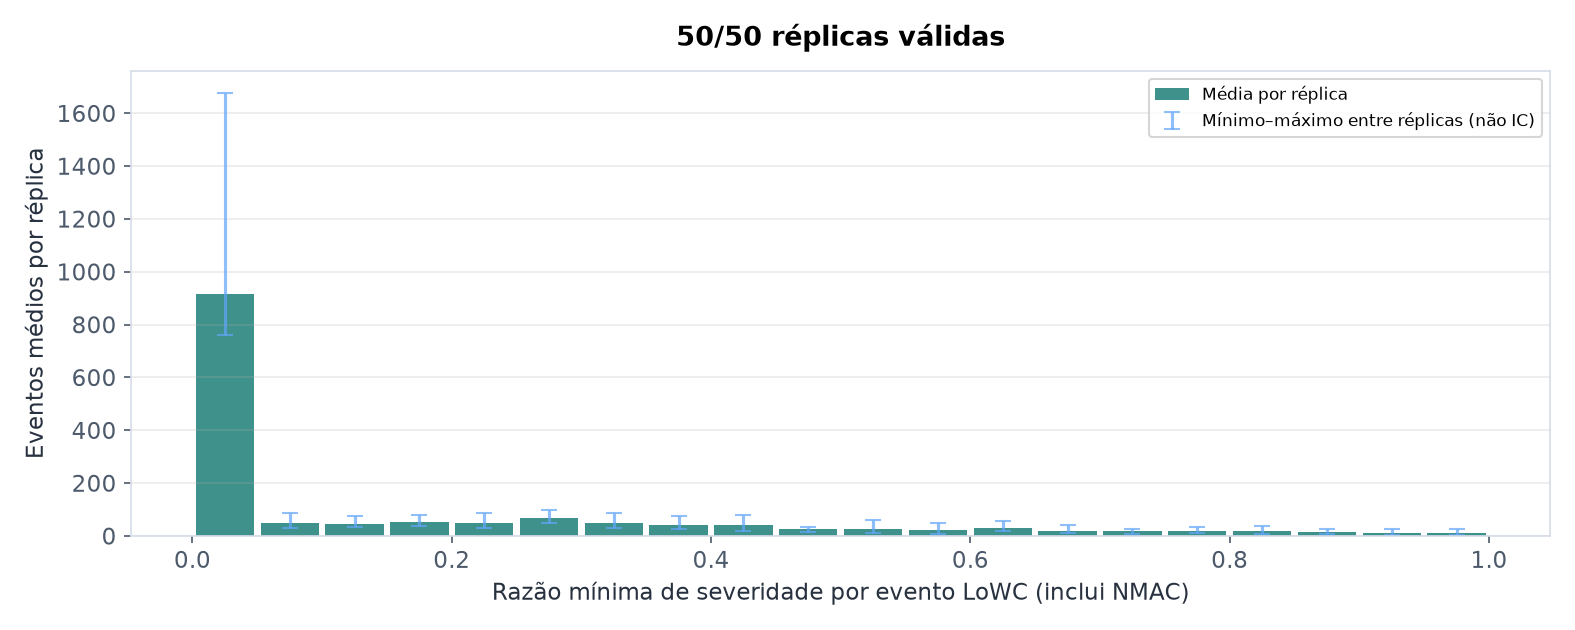 50/50 réplicas válidas
Média por réplica
Mínimo–máximo entre réplicas (não IC)
Eventos médios por réplica
1600
1400
1200
1000
800
600
400
200
0
0.0 0.2 0.4 0.6 0.8 1.0
Razão mínima de severidade por evento LoWC (inclui NMAC)